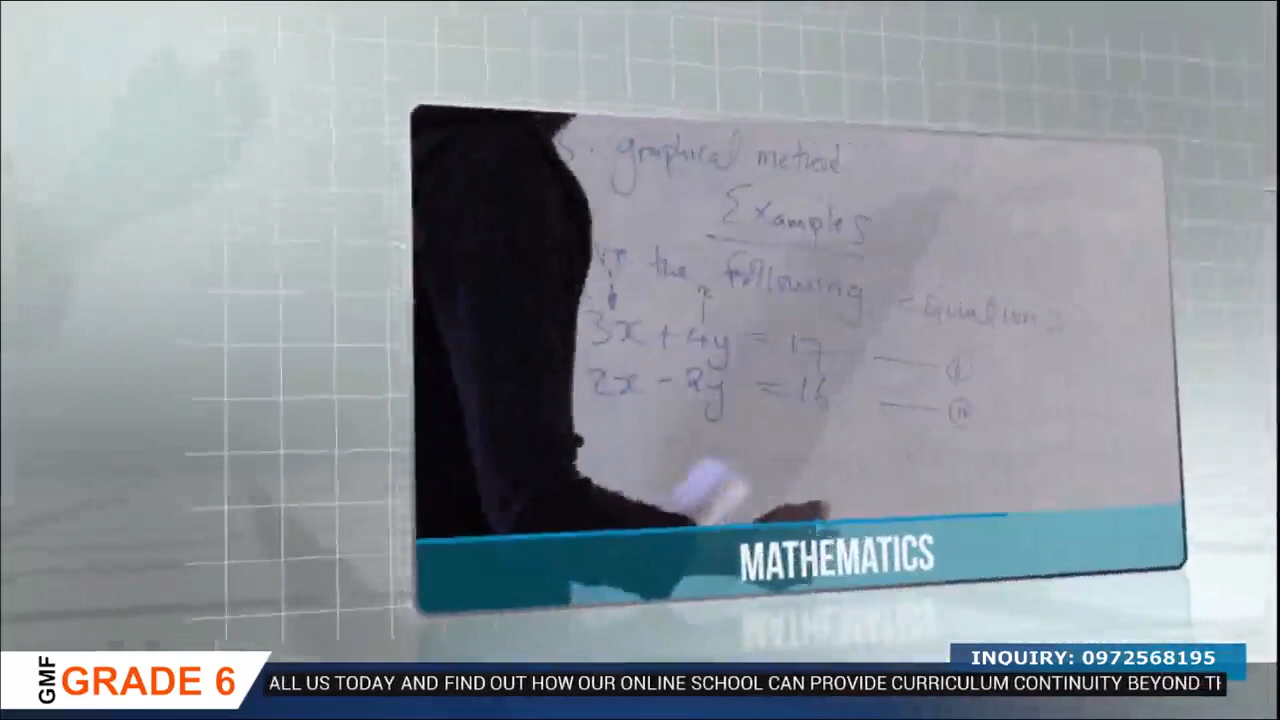 graphical method
Examples
the following equations
3x + 4y = 17
2x - 2y = 16
MATHEMATICS
INQUIRY: 0972568195
GMF
GRADE 6
ALL US TODAY AND FIND OUT HOW OUR ONLINE SCHOOL CAN PROVIDE CURRICULUM CONTINUITY BEYOND